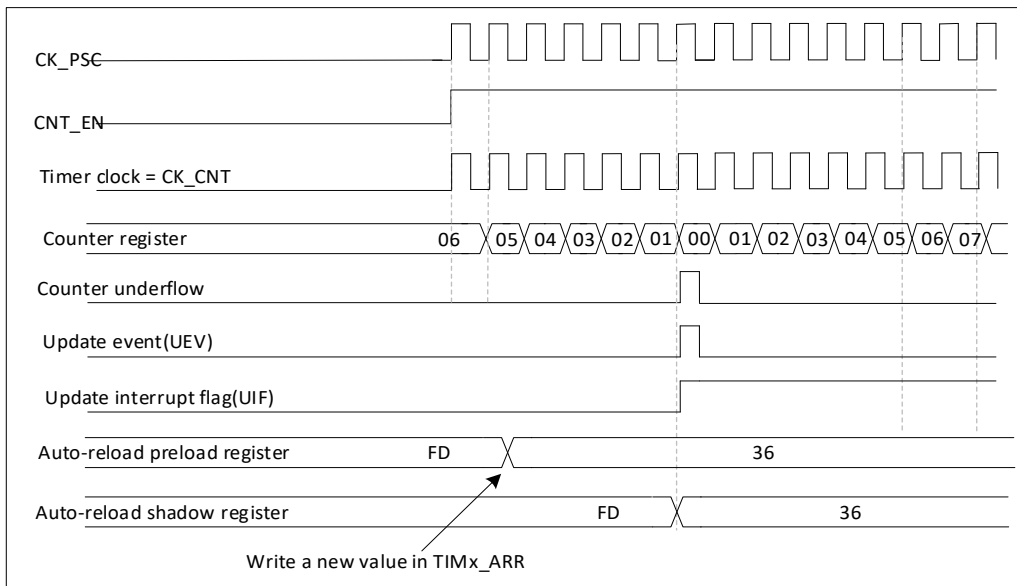 CK_PSC
CNT_EN
Timer clock = CK_CNT
Counter register 06 05 04 03 02 01 00 01 02 03 04 05 06 07
Counter underflow
Update event(UEV)
Update interrupt flag(UIF)
Auto-reload preload register FD 36
Auto-reload shadow register FD 36
Write a new value in TIMx_ARR